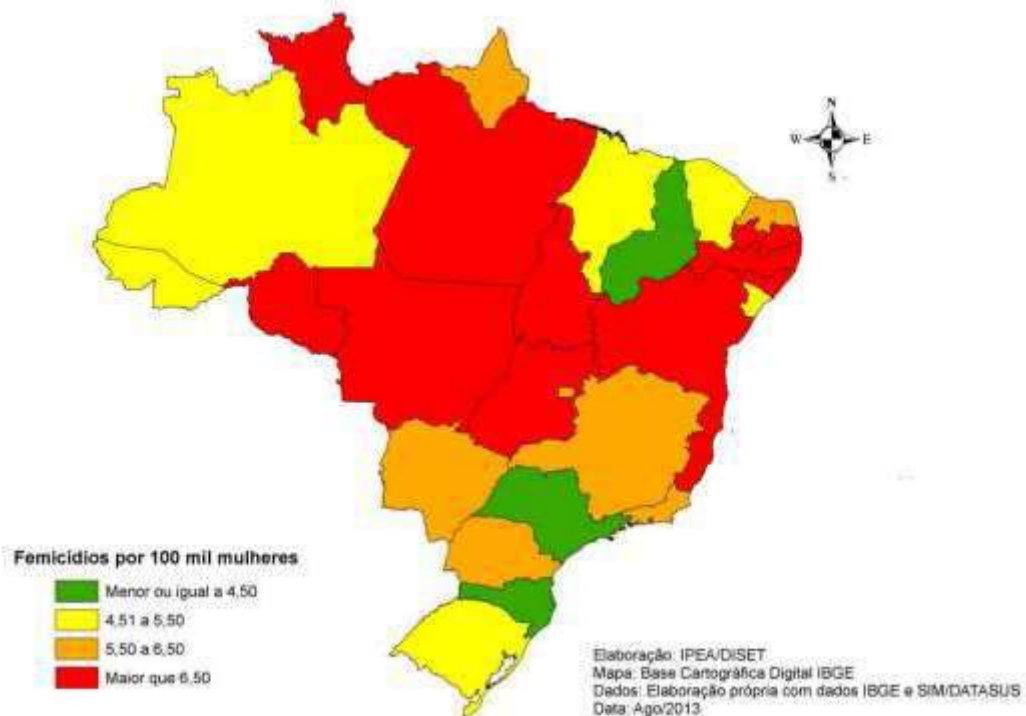 N
W E
S
Femicídios por 100 mil mulheres
Menor ou igual a 4,50
4,51 a 5,50
5,50 a 6,50
Maior que 6,50
Elaboração: IPEA/DISET
Mapa: Base Cartográfica Digital IBGE
Dados: Elaboração própria com dados IBGE e SIM/DATASUS
Data: Ago/2013